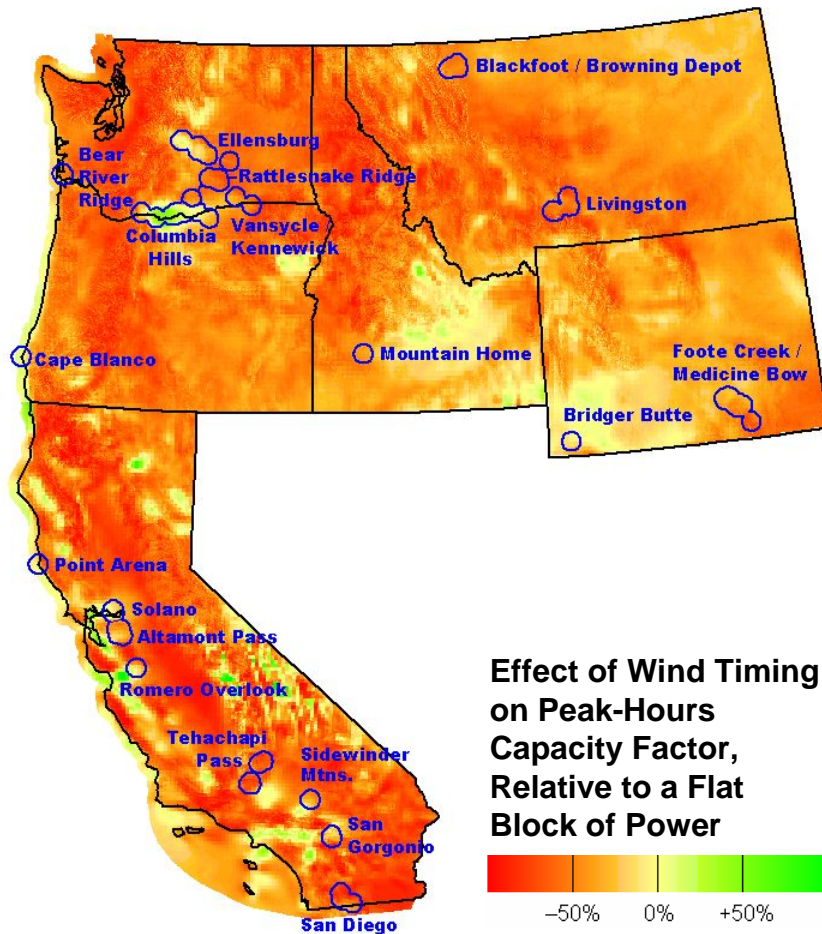 Blackfoot / Browning Depot
Ellensburg
Bear
River
Ridge
Rattlesnake Ridge
Livingston
Columbia
Hills
Vansycle /
Kennewick
Cape Blanco
Mountain Home
Foote Creek /
Medicine Bow
Bridger Butte
Point Arena
Solano
Altamont Pass
Romero Overlook
Tehachapi
Pass
Sidewinder
Mtns.
San
Gorgonio
San Diego
Effect of Wind Timing
on Peak-Hours
Capacity Factor,
Relative to a Flat
Block of Power
–50% 0% +50%